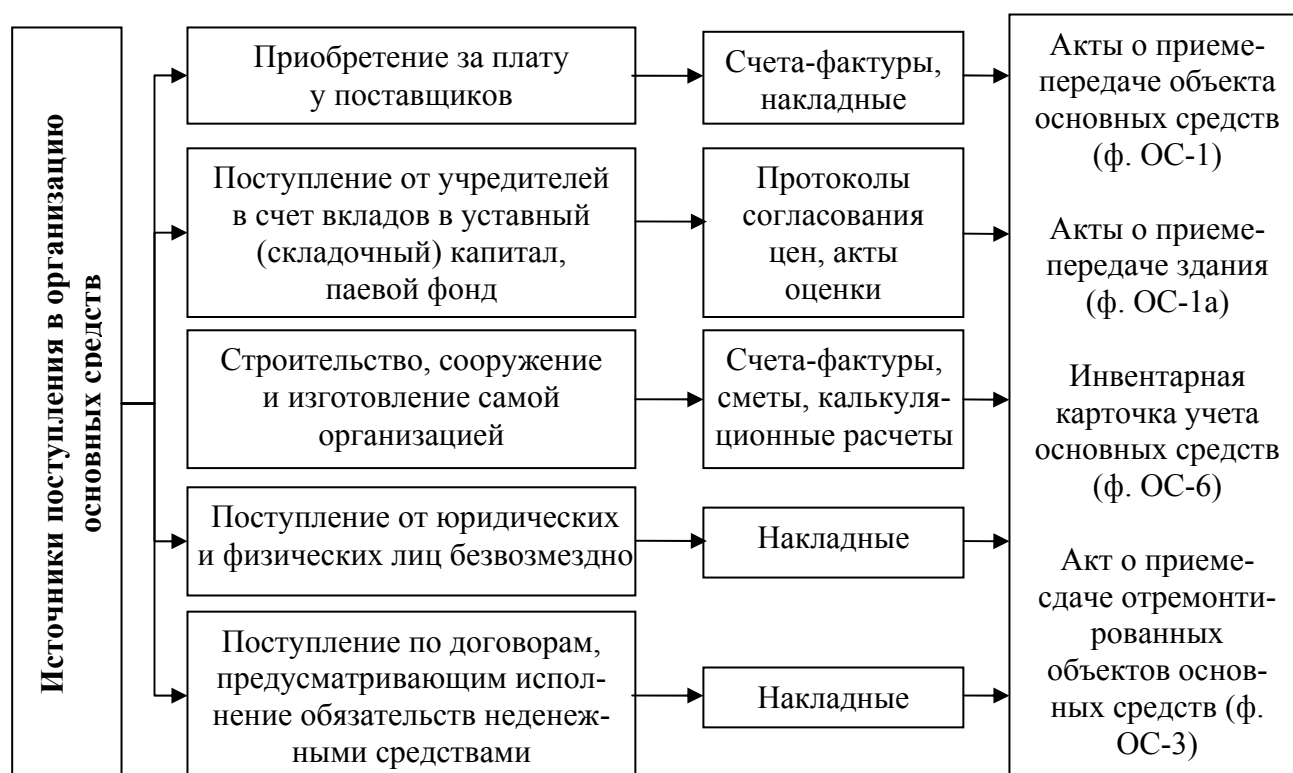 Источники поступления в организацию
основных средств
Приобретение за плату
у поставщиков
Счета-фактуры,
накладные
Поступление от учредителей
в счет вкладов в уставный
(складочный) капитал,
паевой фонд
Протоколы
согласования
цен, акты
оценки
Строительство, сооружение
и изготовление самой
организацией
Счета-фактуры,
сметы, калькуля-
ционные расчеты
Поступление от юридических
и физических лиц безвозмездно
Накладные
Поступление по договорам,
предусматривающим испол-
нение обязательств неденеж-
ными средствами
Накладные
Акты о приеме-
передаче объекта
основных средств
(ф. ОС-1)
Акты о приеме-
передаче здания
(ф. ОС-1а)
Инвентарная
карточка учета
основных средств
(ф. ОС-6)
Акт о приеме-
сдаче отремонти-
рованных
объектов основ-
ных средств (ф.
ОС-3)